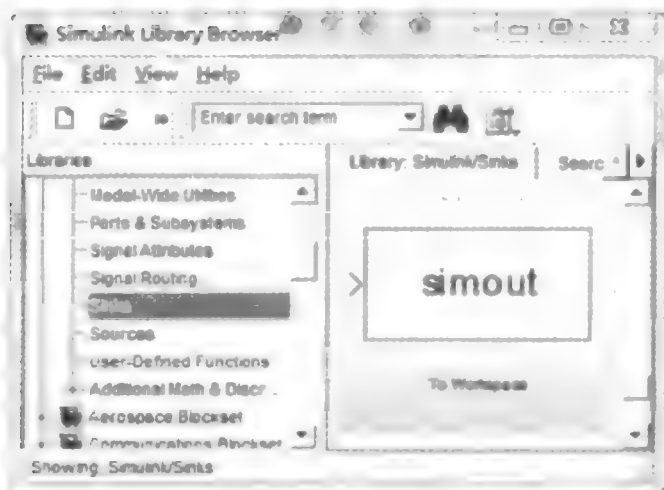 Simulink Library Browser
File Edit View Help
Enter search term
Libraries
Library: Simulink/Sinks
Searc
Model-Wide Utilities
Ports & Subsystems
Signal Attributes
Signal Routing
Sinks
Sources
User-Defined Functions
Additional Math & Discr
Aerospace Blockset
Communications Blockset
simout
To Workspace
Showing: Simulink/Sinks